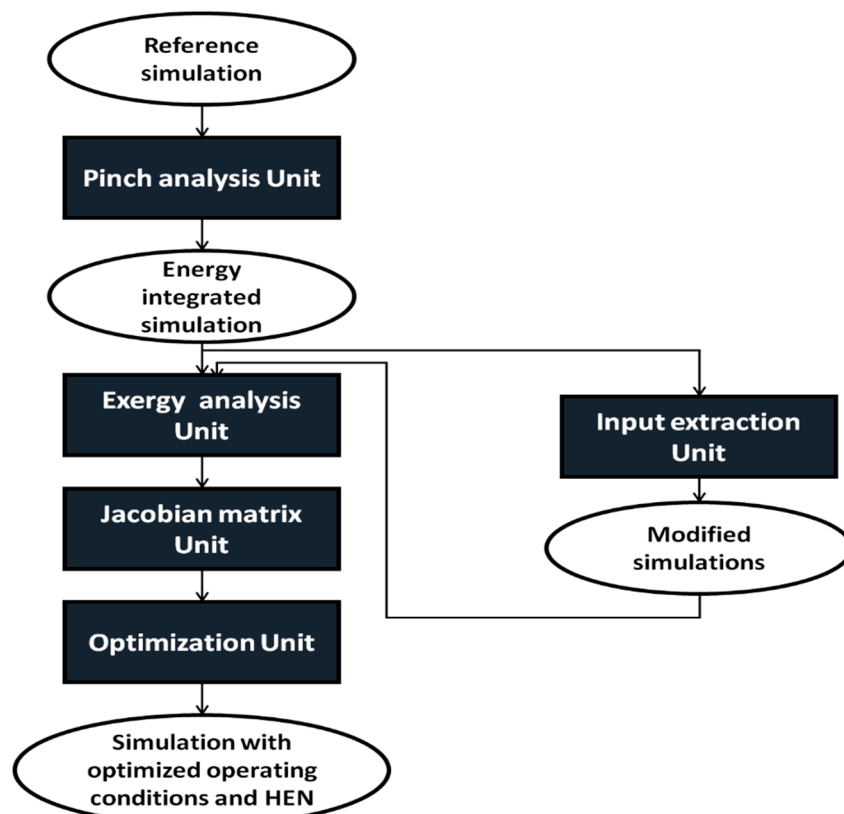 Reference
simulation
Pinch analysis Unit
Energy
integrated
simulation
Exergy analysis
Unit
Input extraction
Unit
Jacobian matrix
Unit
Modified
simulations
Optimization Unit
Simulation with
optimized operating
conditions and HEN